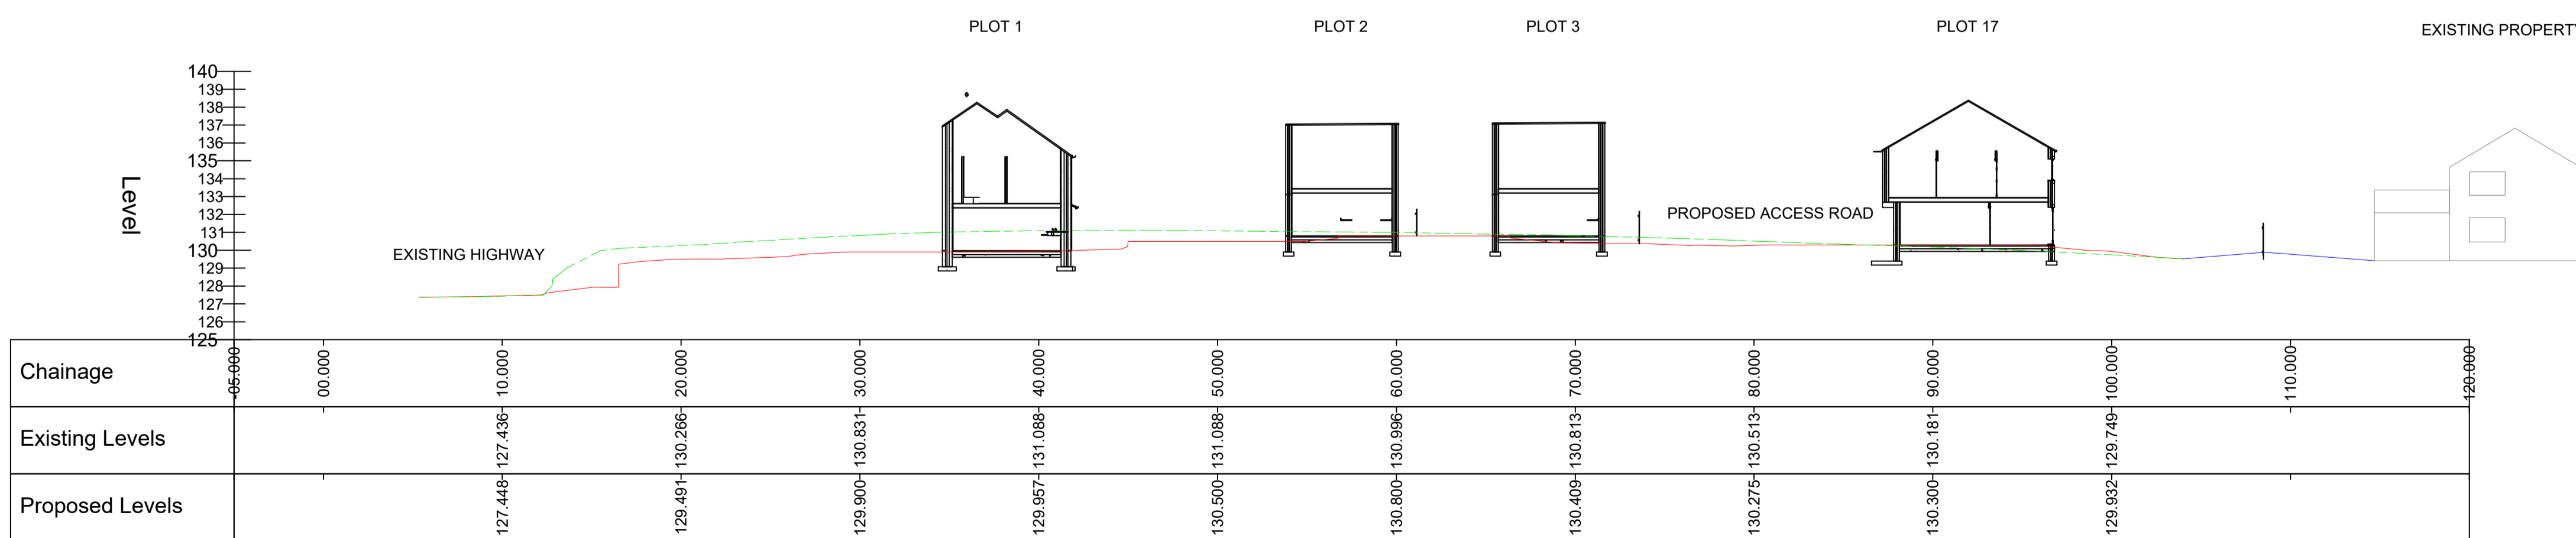 PLOT 1 PLOT 2 PLOT 3 PLOT 17 EXISTING PROPERTY
140
139
138
137
136
135
134
133
132
131
130
129
128
127
126
125
Level
EXISTING HIGHWAY
PROPOSED ACCESS ROAD
Chainage -05.000 00.000 10.000 20.000 30.000 40.000 50.000 60.000 70.000 80.000 90.000 100.000 110.000 120.000
Existing Levels 127.436 130.266 130.831 131.088 131.088 130.996 130.813 130.513 130.181 129.749
Proposed Levels 127.448 129.491 129.900 129.957 130.500 130.800 130.409 130.275 130.300 129.932